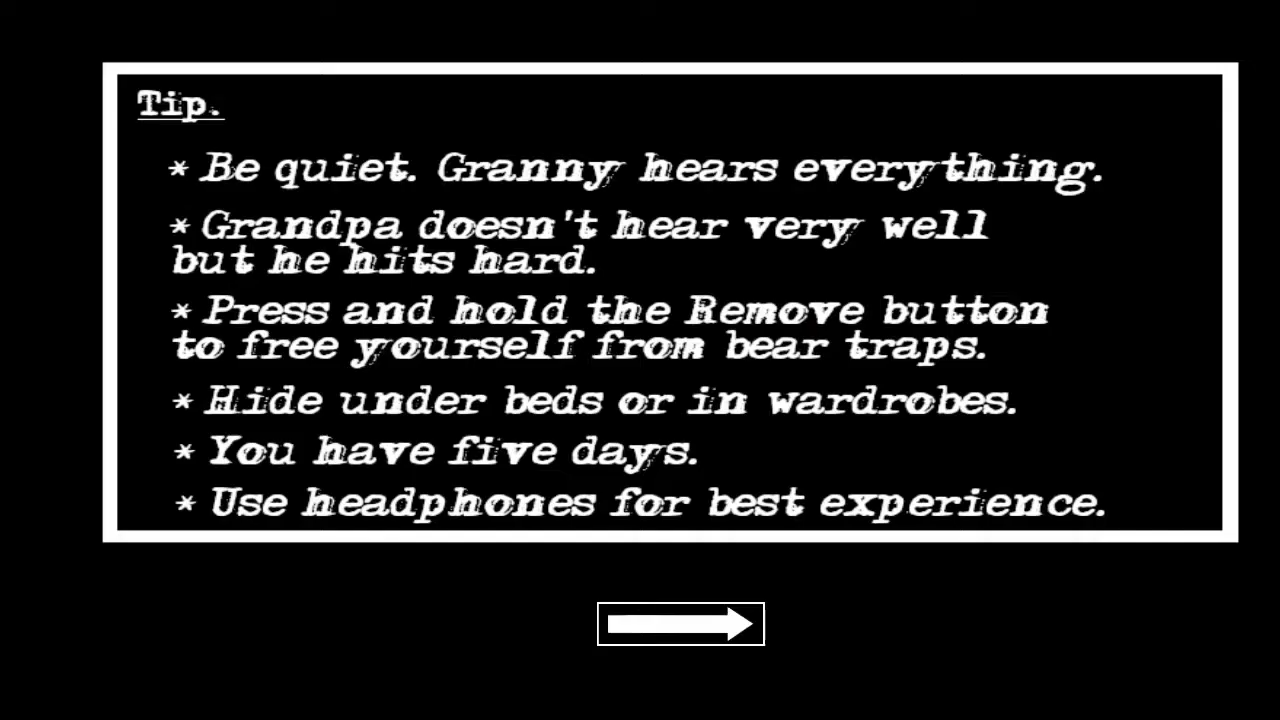 Tip.
* Be quiet. Granny hears everything.
* Grandpa doesn't hear very well
but he hits hard.
* Press and hold the Remove button
to free yourself from bear traps.
* Hide under beds or in wardrobes.
* You have five days.
* Use headphones for best experience.